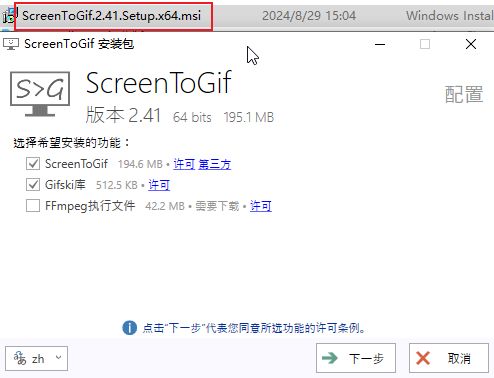 ScreenToGif.2.41.Setup.x64.msi 2024/8/29 15:04 Windows Instal
ScreenToGif 安装包
S>G ScreenToGif
版本 2.41 64 bits 195.1 MB
配置
选择希望安装的功能：
ScreenToGif 194.6 MB • 许可 第三方
Gifski库 512.5 KB • 许可
FFmpeg执行文件 42.2 MB • 需要下载 • 许可
点击“下一步”代表您同意所选功能的许可条例。
zh 下一步 取消